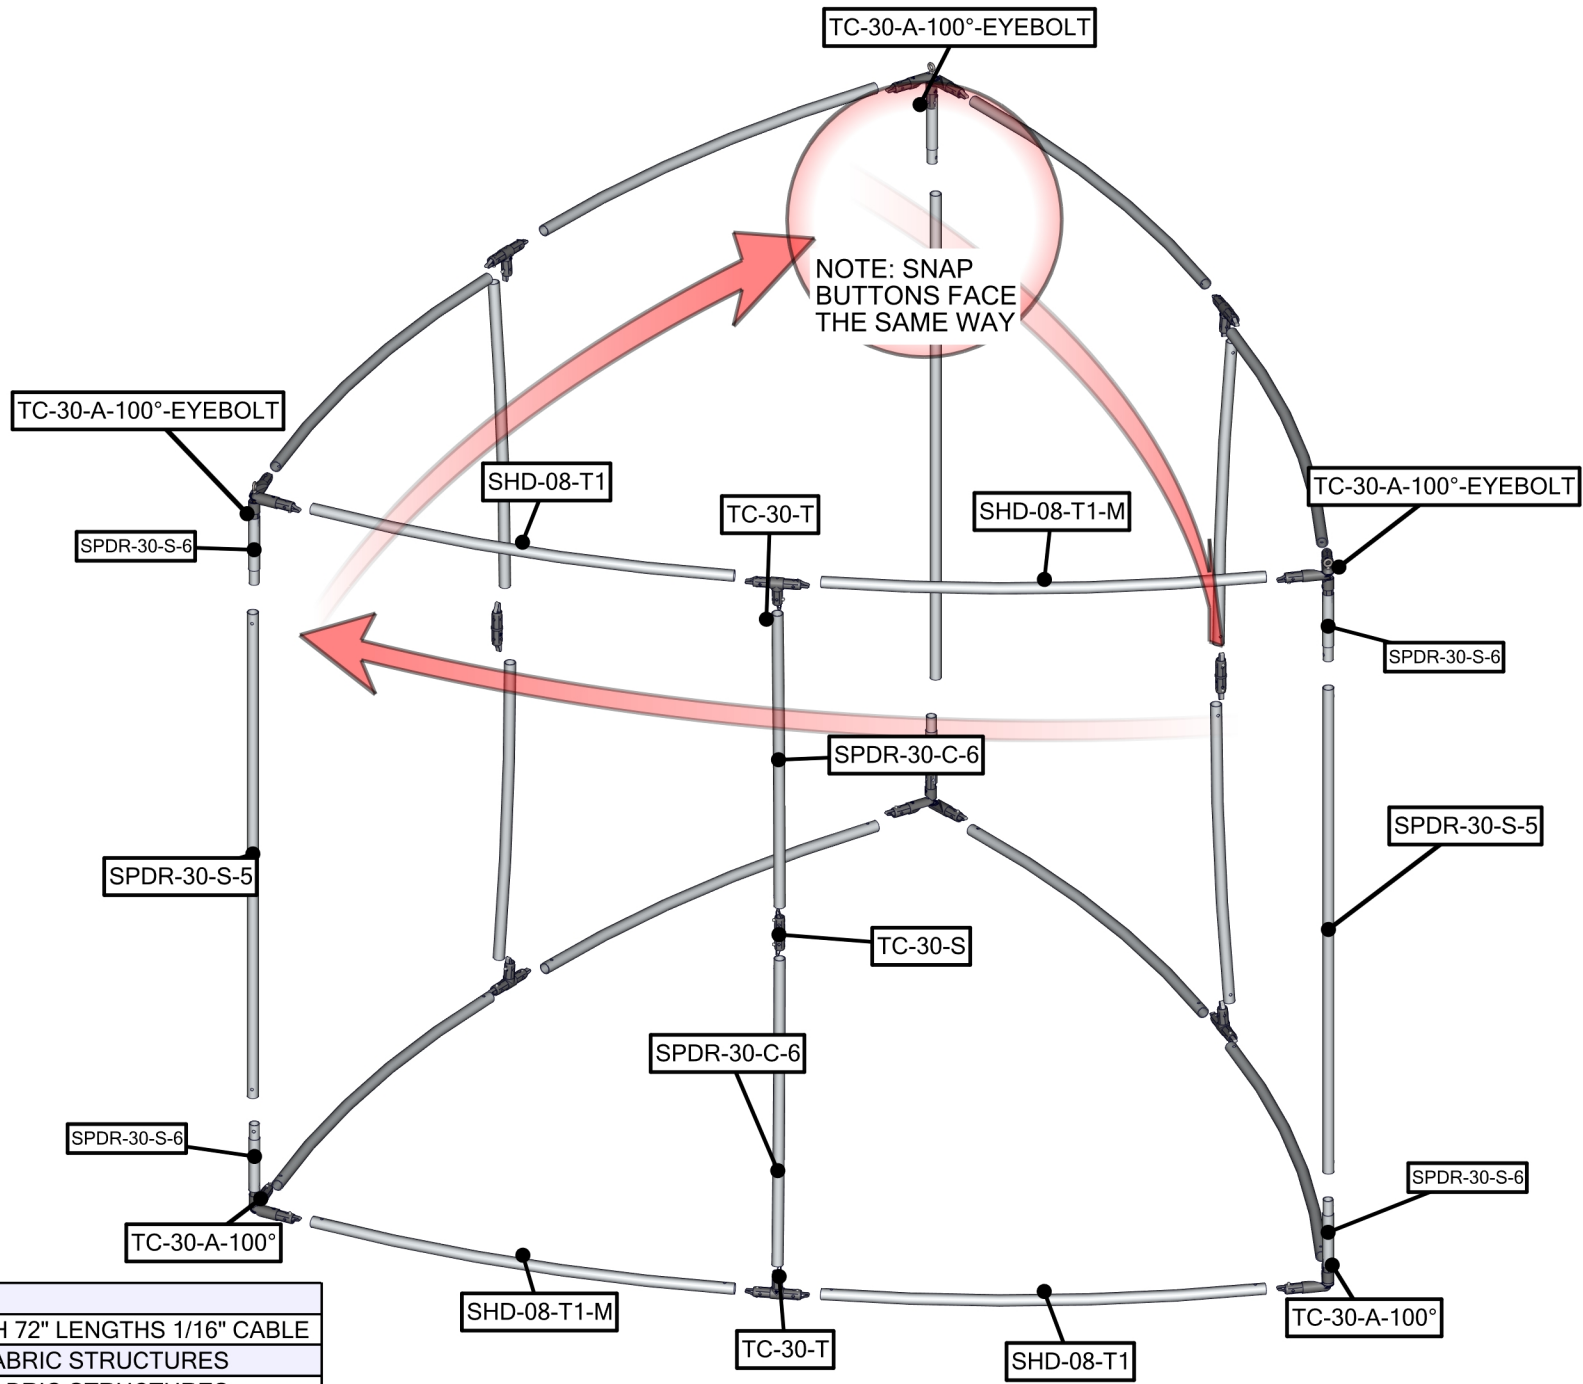 TC-30-A-100°-EYEBOLT
NOTE: SNAP
BUTTONS FACE
THE SAME WAY
TC-30-A-100°-EYEBOLT
SHD-08-T1
TC-30-T
SHD-08-T1-M
TC-30-A-100°-EYEBOLT
SPDR-30-S-6
SPDR-30-S-6
SPDR-30-C-6
SPDR-30-S-5
SPDR-30-S-5
TC-30-S
SPDR-30-C-6
SPDR-30-S-6
SPDR-30-S-6
TC-30-A-100°
SHD-08-T1-M
TC-30-T
SHD-08-T1
TC-30-A-100°
72" LENGTHS 1/16" CABLE
STRUCTURES